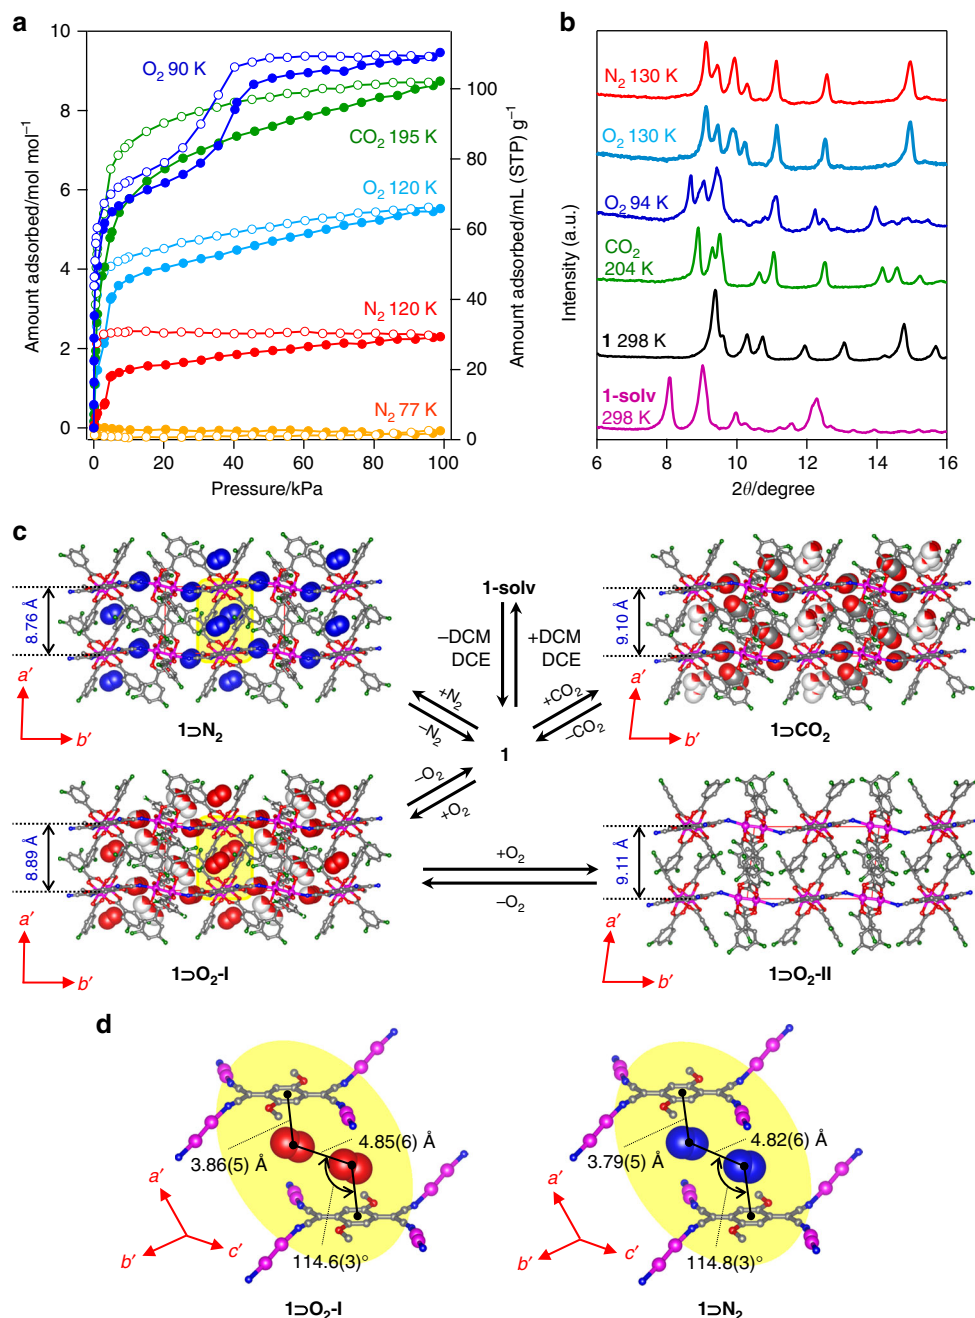 a
10
8
6
4
2
0
Amount adsorbed/mol mol⁻¹
O₂ 90 K
CO₂ 195 K
O₂ 120 K
N₂ 120 K
N₂ 77 K
100
80
60
40
20
0
Amount adsorbed/mL (STP) g⁻¹
0 20 40 60 80 100
Pressure/kPa
b
Intensity (a.u.)
N₂ 130 K
O₂ 130 K
O₂ 94 K
CO₂
204 K
1 298 K
1-solv
298 K
6 8 10 12 14 16
2θ/degree
c
8.76 Å
a′
b′
1⊃N₂
1-solv
–DCM
DCE
+DCM
DCE
+N₂
–N₂
+CO₂
–CO₂
1
–O₂
+O₂
9.10 Å
a′
b′
1⊃CO₂
8.89 Å
a′
b′
1⊃O₂-I
+O₂
–O₂
9.11 Å
a′
b′
1⊃O₂-II
d
4.85(6) Å
3.86(5) Å
114.6(3)°
a′
b′
c′
1⊃O₂-I
4.82(6) Å
3.79(5) Å
114.8(3)°
a′
b′
c′
1⊃N₂